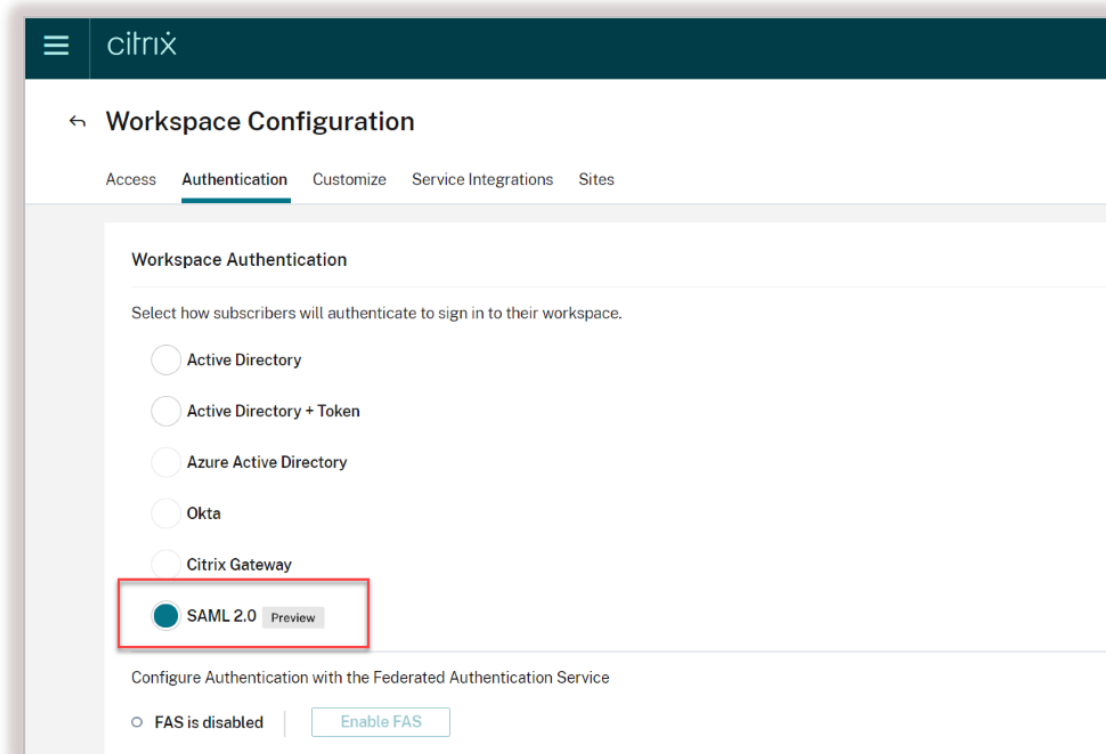 citrix
Workspace Configuration
Access Authentication Customize Service Integrations Sites
Workspace Authentication
Select how subscribers will authenticate to sign in to their workspace.
Active Directory
Active Directory + Token
Azure Active Directory
Okta
Citrix Gateway
SAML 2.0 Preview
Configure Authentication with the Federated Authentication Service
FAS is disabled Enable FAS